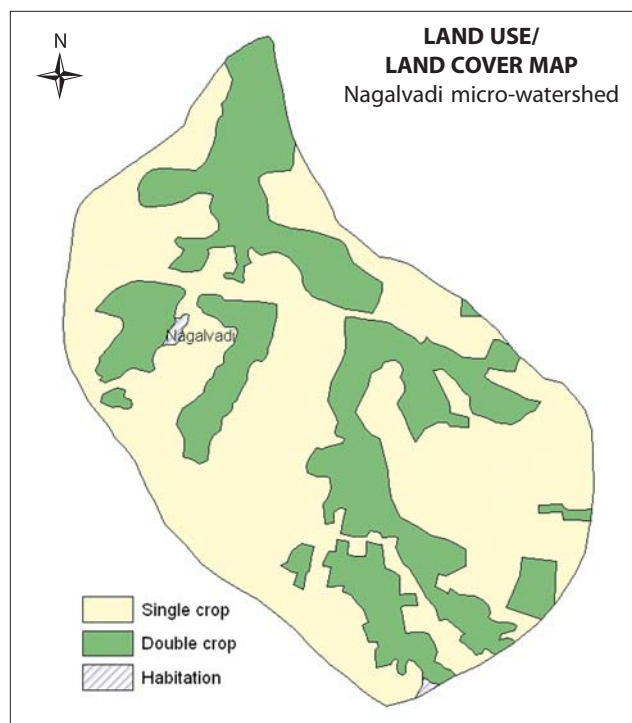 N
LAND USE/
LAND COVER MAP
Nagalvadi micro-watershed
Nagalvadi
Single crop
Double crop
Habitation